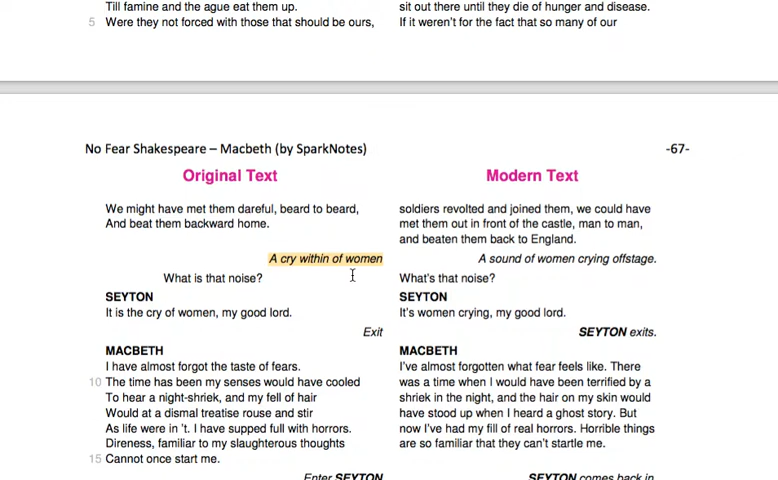 Till famine and the ague eat them up.
5 Were they not forced with those that should be ours,
sit out there until they die of hunger and disease.
If it weren't for the fact that so many of our
No Fear Shakespeare – Macbeth (by SparkNotes)
-67-
Original Text
We might have met them dareful, beard to beard,
And beat them backward home.
A cry within of women
What is that noise?
SEYTON
It is the cry of women, my good lord.
Exit
MACBETH
I have almost forgot the taste of fears.
10 The time has been my senses would have cooled
To hear a night-shriek, and my fell of hair
Would at a dismal treatise rouse and stir
As life were in 't. I have supped full with horrors.
Direness, familiar to my slaughterous thoughts
15 Cannot once start me.
Enter SEYTON
Modern Text
soldiers revolted and joined them, we could have
met them out in front of the castle, man to man,
and beaten them back to England.
A sound of women crying offstage.
What's that noise?
SEYTON
It's women crying, my good lord.
SEYTON exits.
MACBETH
I've almost forgotten what fear feels like. There
was a time when I would have been terrified by a
shriek in the night, and the hair on my skin would
have stood up when I heard a ghost story. But
now I've had my fill of real horrors. Horrible things
are so familiar that they can't startle me.
SEYTON comes back in.